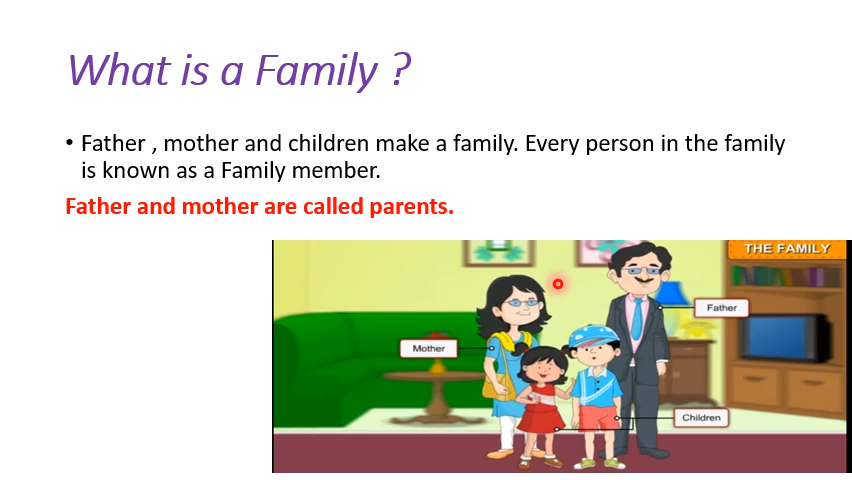 What is a Family ?
• Father , mother and children make a family. Every person in the family
is known as a Family member.
Father and mother are called parents.
THE FAMILY
Father
Mother
Children